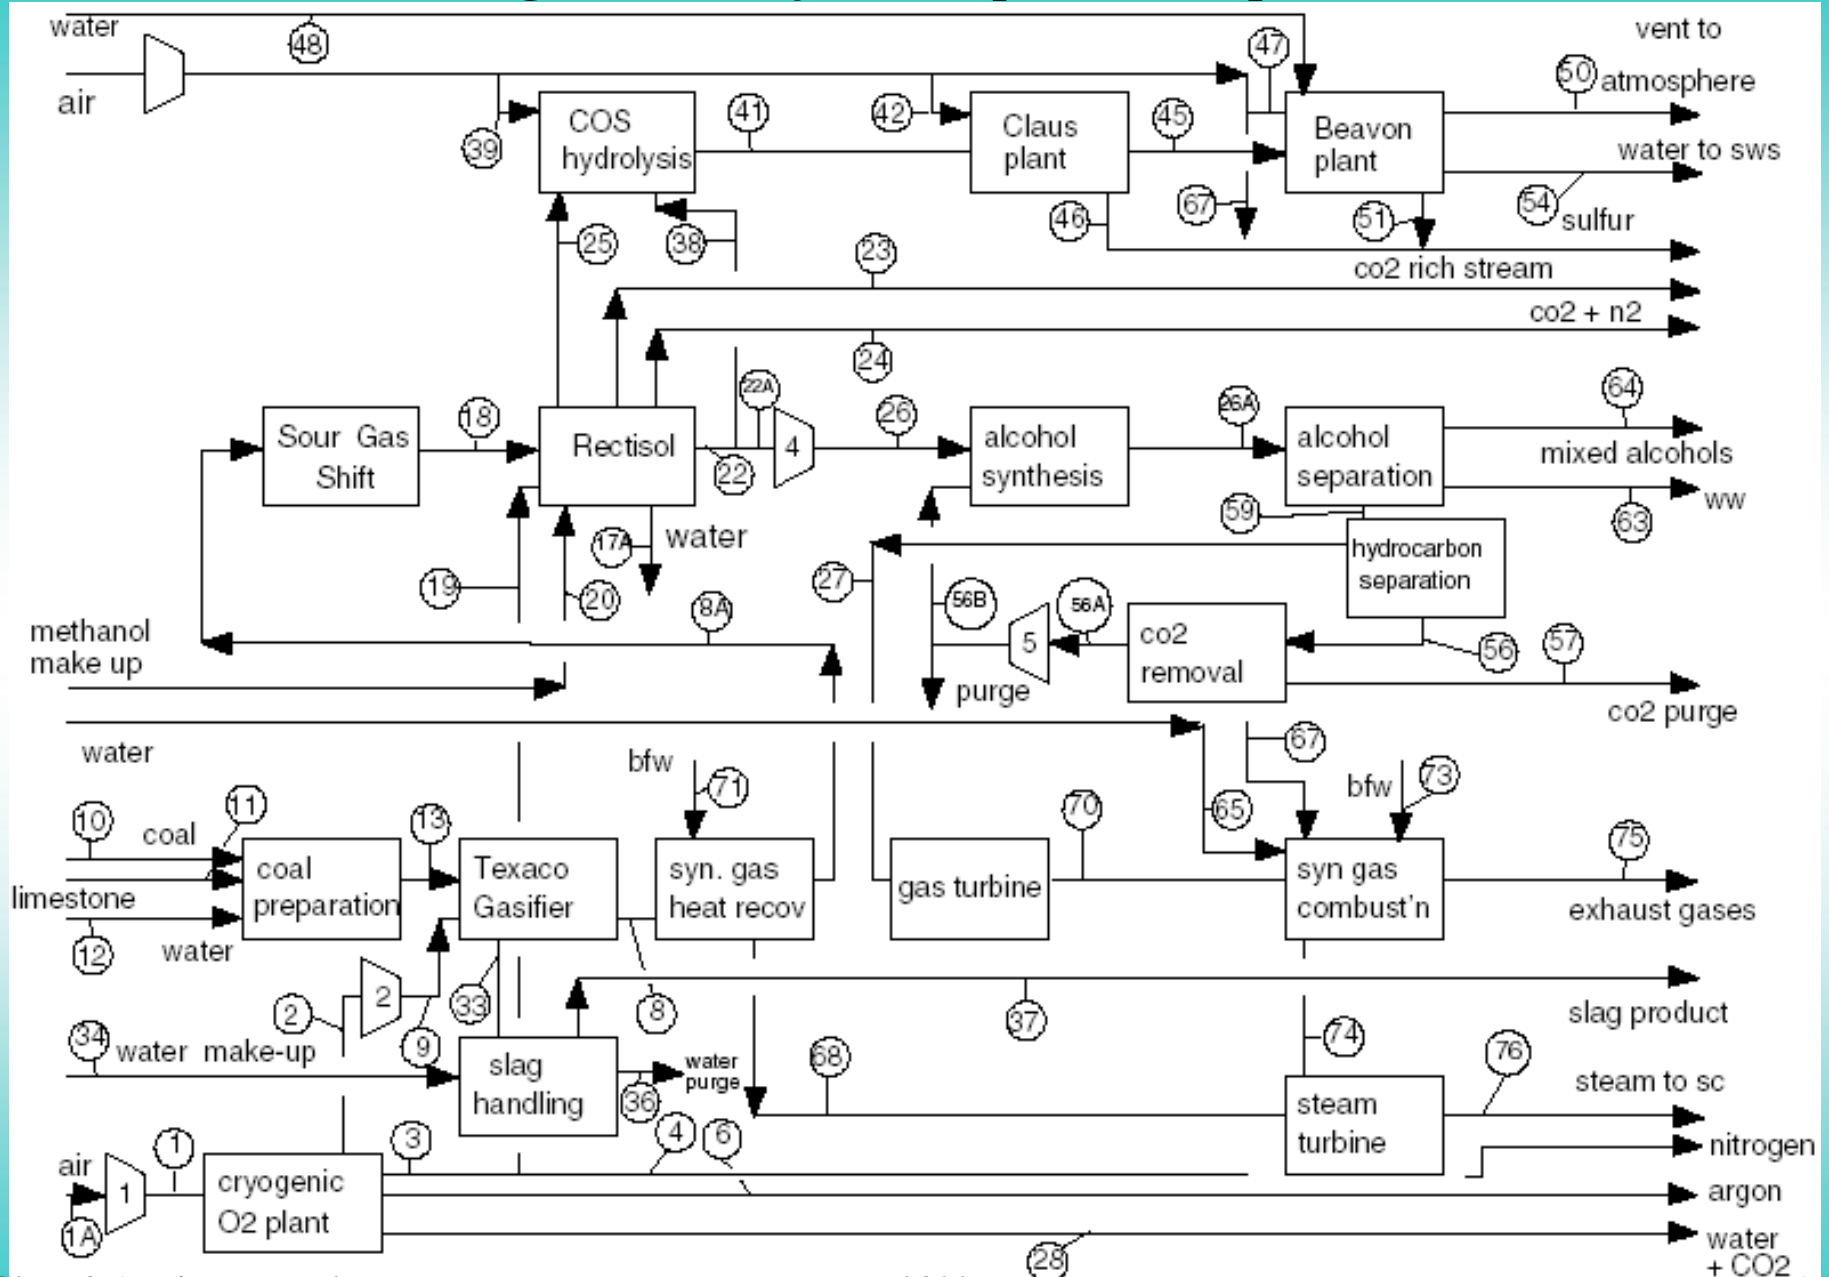 water
48
47
vent to
50
atmosphere
air
39
COS
hydrolysis
41
42
Claus
plant
45
Beavon
plant
water to sws
54
sulfur
67
51
46
25
38
23
co2 rich stream
co2 + n2
24
22A
18
Sour Gas
Shift
Rectisol
22
4
26
alcohol
synthesis
26A
alcohol
separation
64
mixed alcohols
ww
63
59
17A
water
19
20
8A
27
hydrocarbon
separation
56B
56A
5
co2
removal
56
57
methanol
make up
purge
co2 purge
water
bfw
71
67
65
bfw
73
10
coal
11
13
70
75
limestone
coal
preparation
Texaco
Gasifier
syn. gas
heat recov
gas turbine
syn gas
combust'n
exhaust gases
12
water
2
2
9
33
8
37
slag product
34
water make-up
slag
handling
water
purge
36
68
74
76
steam to sc
steam
turbine
nitrogen
air
1
1
1A
cryogenic
O2 plant
3
4
6
argon
28
water
+ CO2